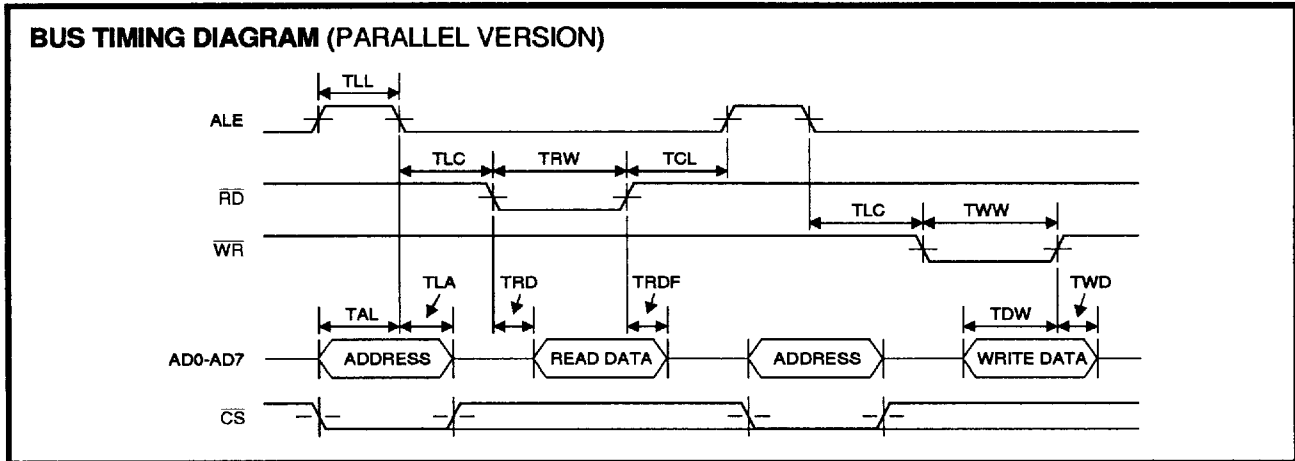 BUS TIMING DIAGRAM (PARALLEL VERSION)
TLL
ALE
TLC TRW TCL
RD
TLC TWW
WR
TLA TRD TRDF TWD
TAL TDW
AD0-AD7 ADDRESS READ DATA ADDRESS WRITE DATA
CS